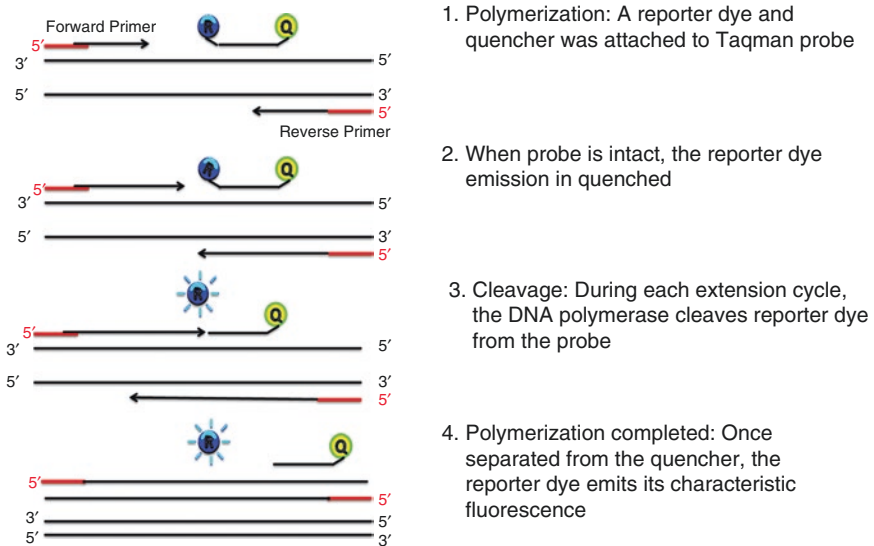 Forward Primer
R
Q
5′
3′
5′
5′
3′
5′
Reverse Primer
1. Polymerization: A reporter dye and
quencher was attached to Taqman probe
R
Q
5′
3′
5′
5′
3′
5′
2. When probe is intact, the reporter dye
emission in quenched
R
Q
5′
3′
5′
5′
3′
5′
3. Cleavage: During each extension cycle,
the DNA polymerase cleaves reporter dye
from the probe
R
Q
5′
5′
3′
5′
5′
3′
4. Polymerization completed: Once
separated from the quencher, the
reporter dye emits its characteristic
fluorescence